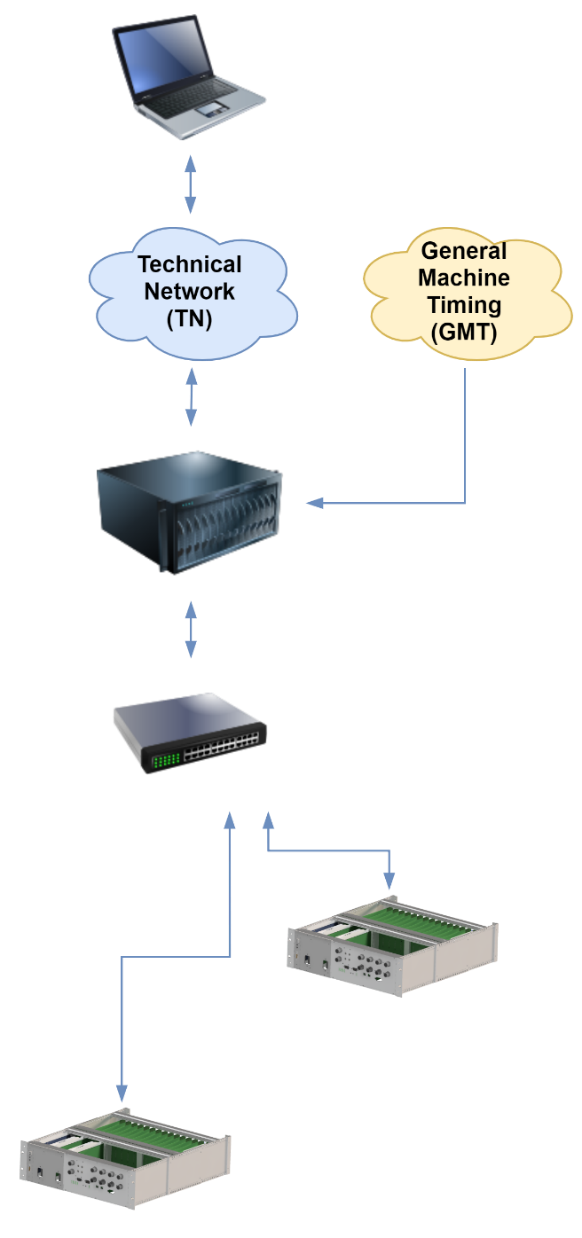 Technical
Network
(TN)
General
Machine
Timing
(GMT)